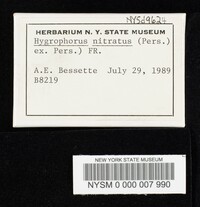 NYSd9624
HERBARIUM N. Y. STATE MUSEUM
Hygrophorus nitratus (Pers.)
ex. Pers.) FR.
A.E. Bessette July 29, 1989
B8219
NEW YORK STATE MUSEUM
NYSM 0 000 007 990